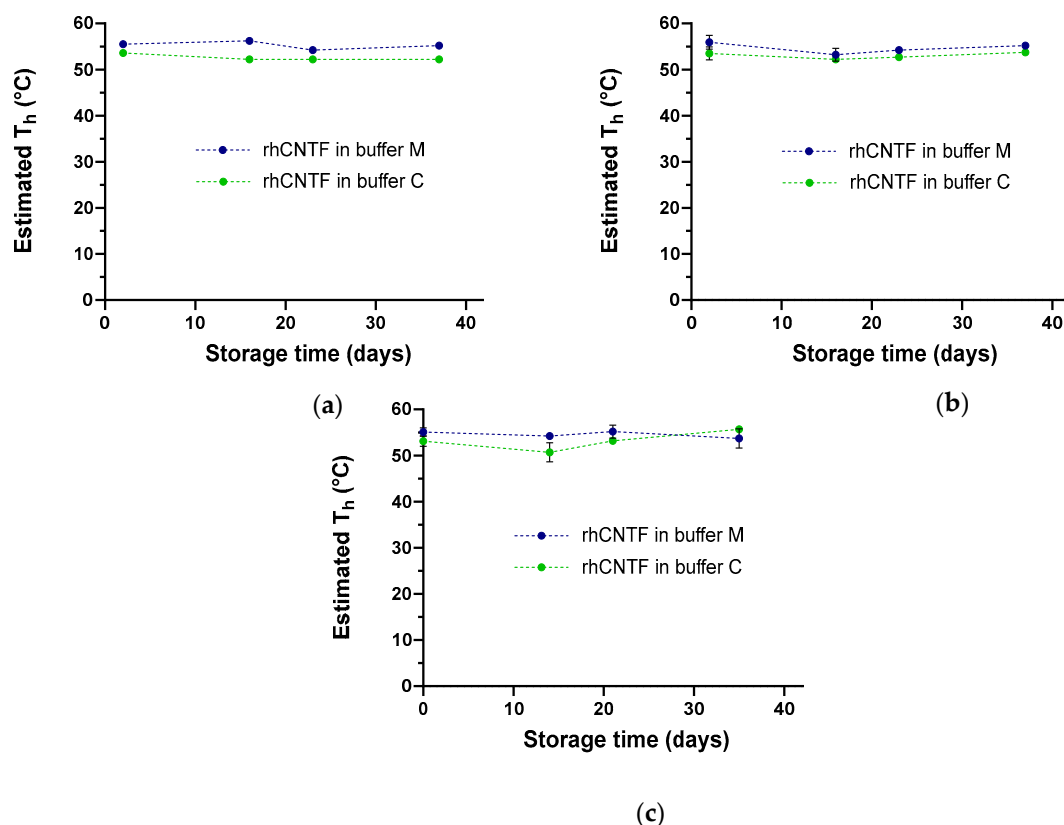 60
50
40
30
20
10
0
Estimated Th (°C)
rhCNTF in buffer M
rhCNTF in buffer C
0 10 20 30 40
Storage time (days)
(a)
60
50
40
30
20
10
0
Estimated Th (°C)
rhCNTF in buffer M
rhCNTF in buffer C
0 10 20 30 40
Storage time (days)
(b)
60
50
40
30
20
10
0
Estimated Th (°C)
rhCNTF in buffer M
rhCNTF in buffer C
0 10 20 30 40
Storage time (days)
(c)